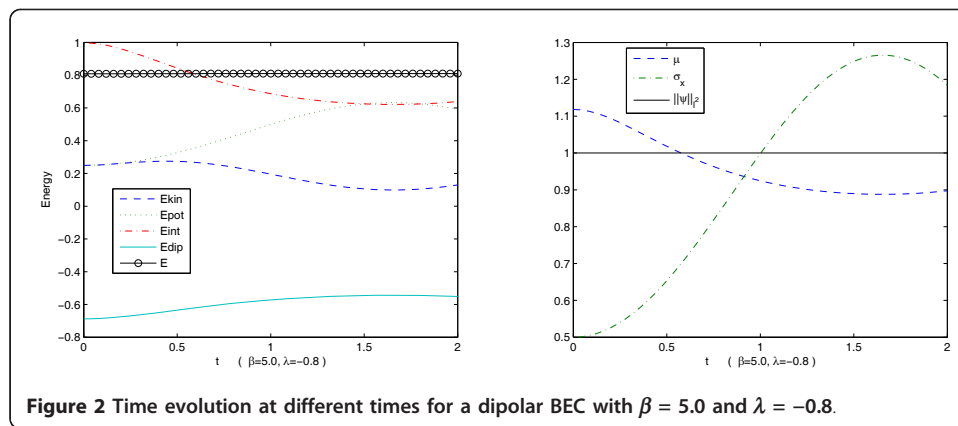 1
0.8
0.6
0.4
0.2
0
−0.2
−0.4
−0.6
−0.8
Energy
Ekin
Epot
Eint
Edip
E
0 0.5 1 1.5 2
t ( β=5.0, λ=−0.8 )
1.3
1.2
1.1
1
0.9
0.8
0.7
0.6
0.5
μ
σx
||ψ||l2
0 0.5 1 1.5 2
t ( β=5.0, λ=−0.8 )
Figure 2 Time evolution at different times for a dipolar BEC with β = 5.0 and λ = −0.8.